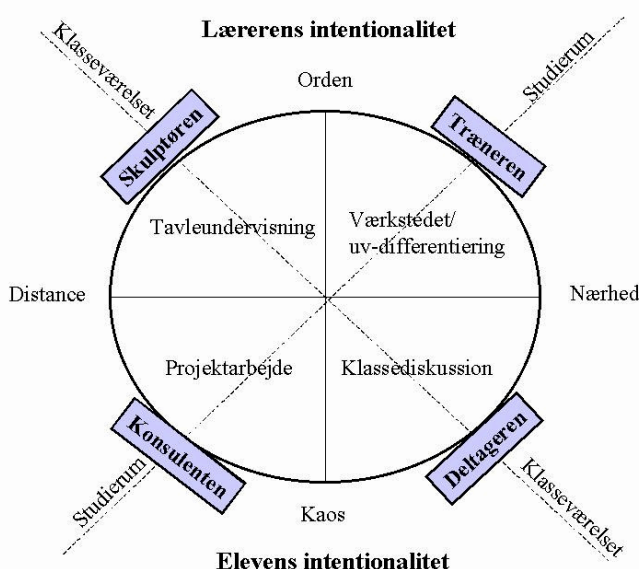 Lærerens intentionalitet
Klasseværelset
Orden
Studierum
Skulptøren
Træneren
Tavleundervisning
Værkstedet/
uv-differentiering
Distance
Nærhed
Projektarbejde
Klassediskussion
Konsulenten
Deltageren
Studierum
Kaos
Klasseværelset
Elevens intentionalitet